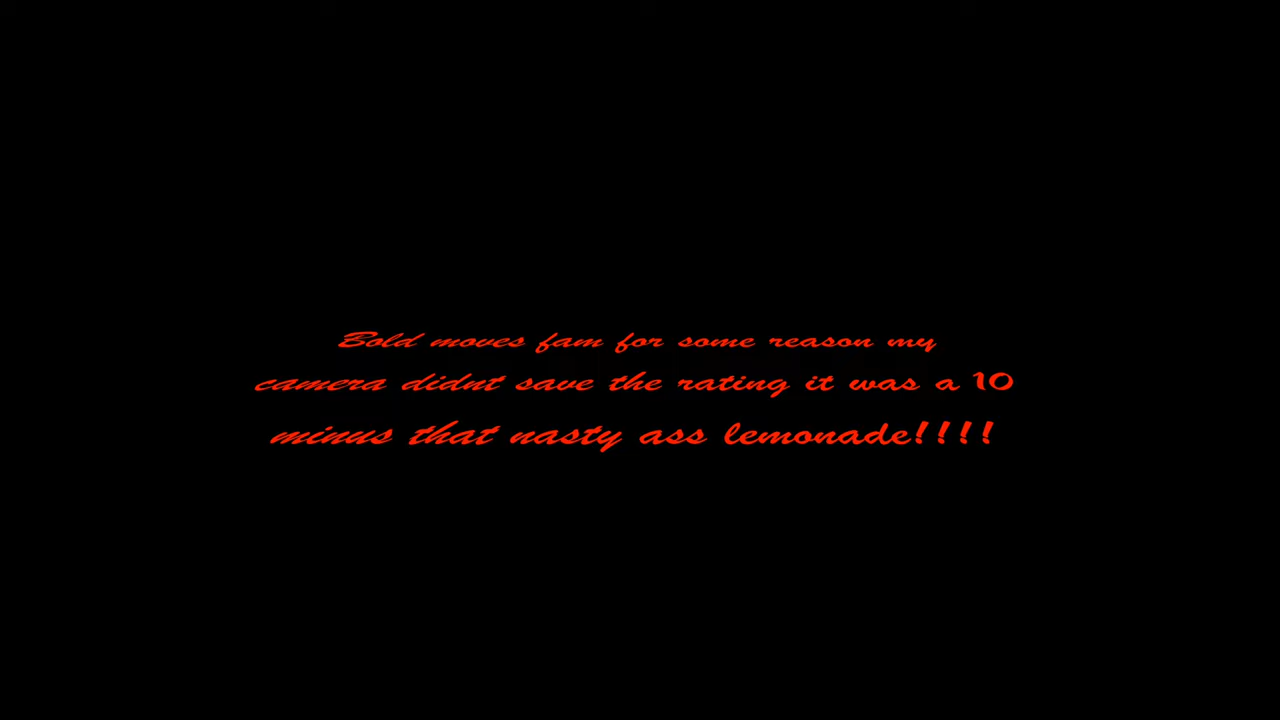 Bold moves fam for some reason my
camera didnt save the rating it was a 10
minus that nasty ass lemonade!!!!